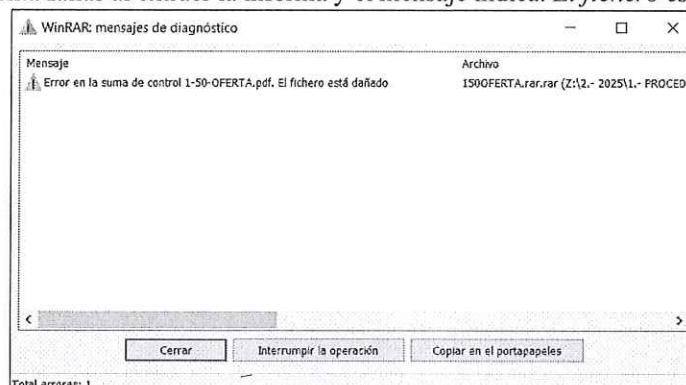 WinRAR: mensajes de diagnóstico
Mensaje Archivo
Error en la suma de control 1-50-OFERTA.pdf. El fichero está dañado 150OFERTA.rar.rar (Z:\2.- 2025\1.- PROCED
Cerrar Interrumpir la operación Copiar en el portapapeles
Total errores: 1